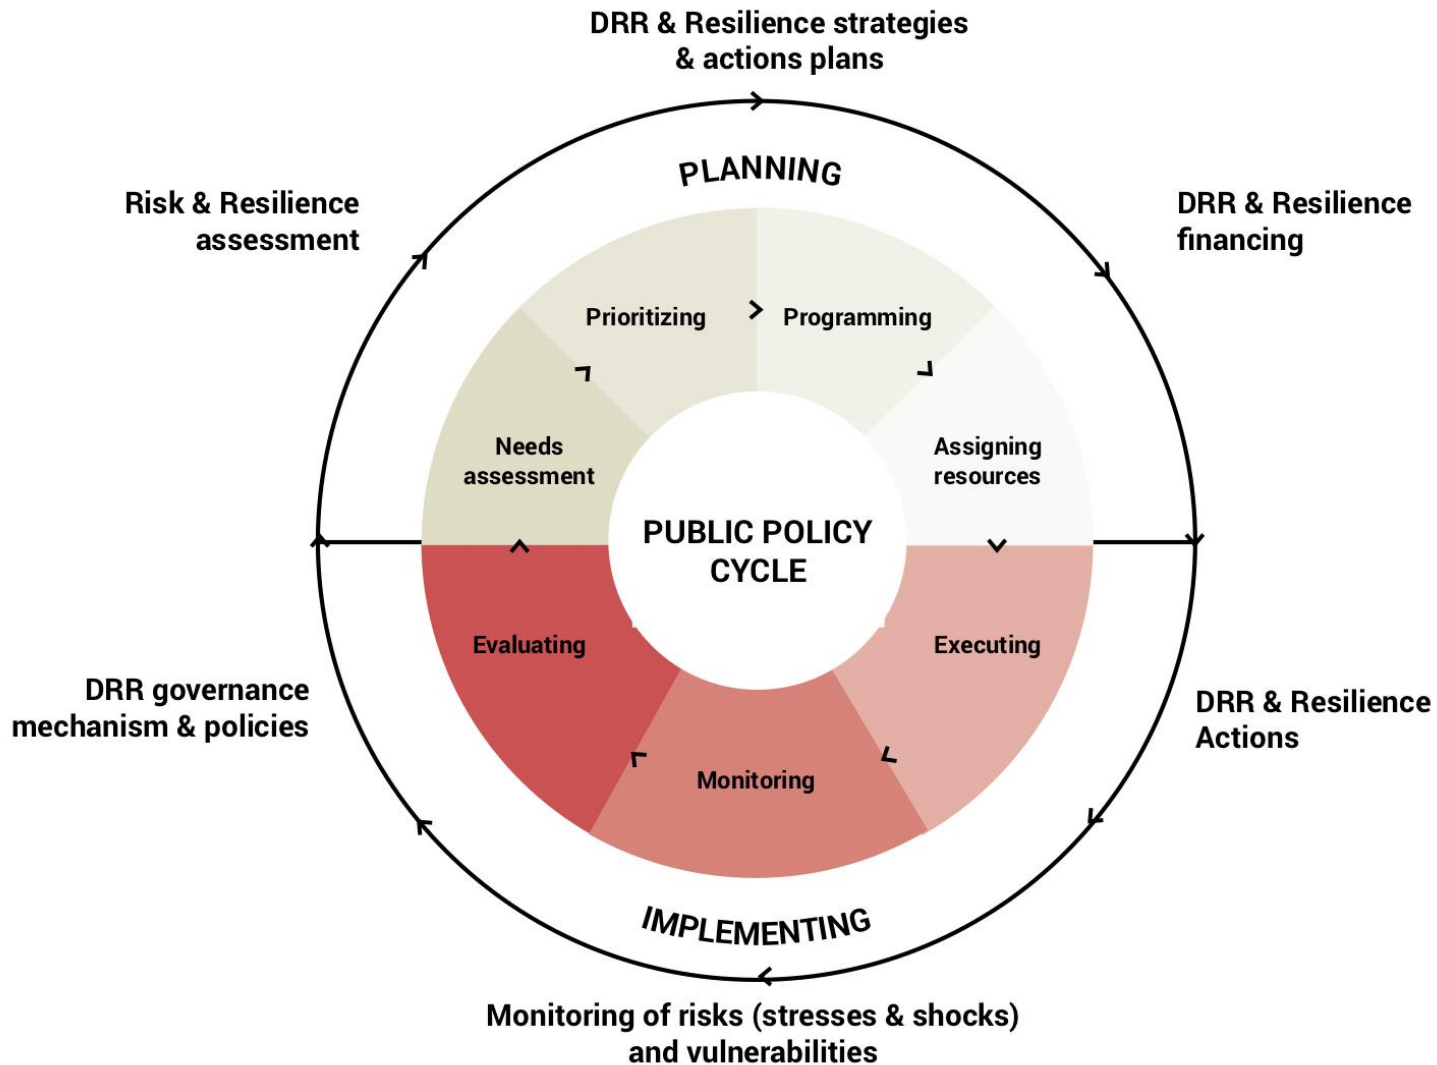 DRR & Resilience strategies
& actions plans
PLANNING
Risk & Resilience
assessment
DRR & Resilience
financing
Prioritizing
Programming
Needs
assessment
Assigning
resources
PUBLIC POLICY
CYCLE
Evaluating
Executing
DRR governance
mechanism & policies
DRR & Resilience
Actions
Monitoring
IMPLEMENTING
Monitoring of risks (stresses & shocks)
and vulnerabilities